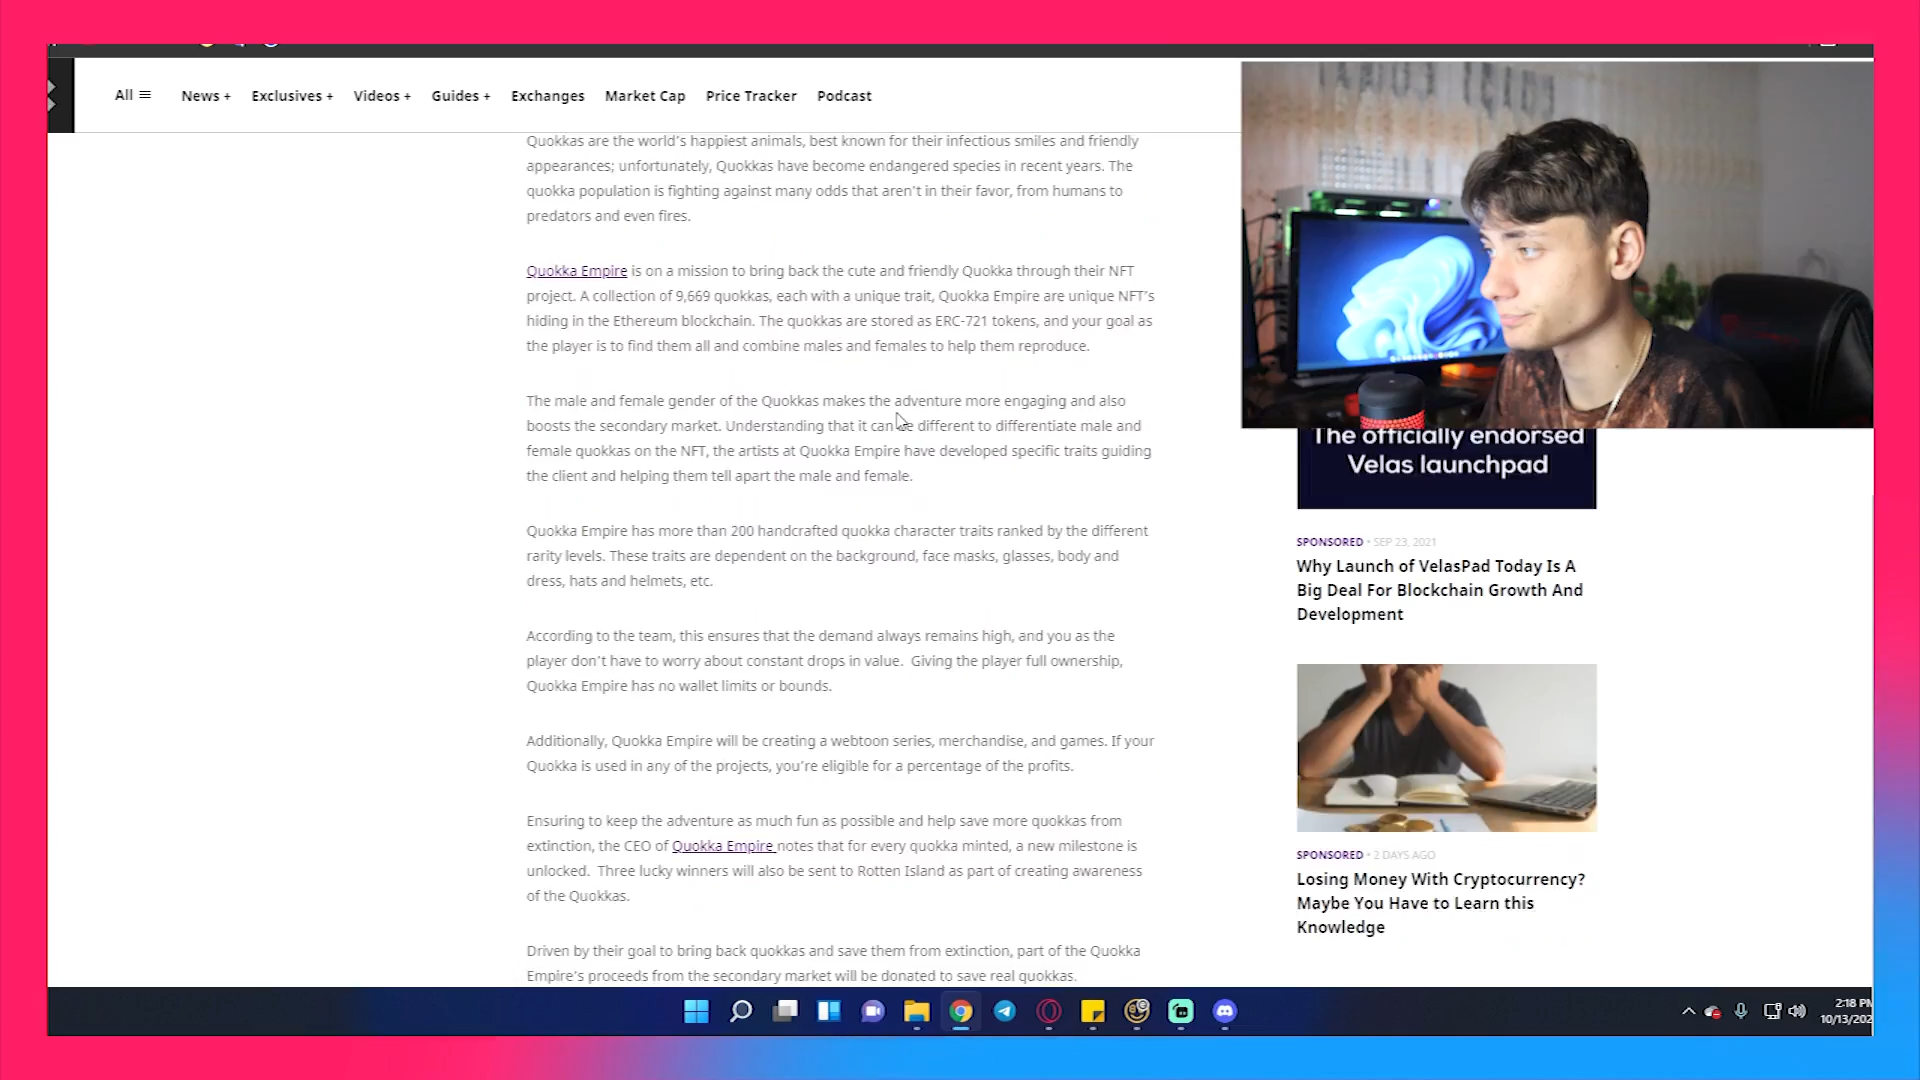 All
News +
Exclusives +
Videos +
Guides +
Exchanges
Market Cap
Price Tracker
Podcast
Quokkas are the world's happiest animals, best known for their infectious smiles and friendly
appearances; unfortunately, Quokkas have become endangered species in recent years. The
quokka population is fighting against many odds that aren't in their favor, from humans to
predators and even fires.
Quokka Empire is on a mission to bring back the cute and friendly Quokka through their NFT
project. A collection of 9,669 quokkas, each with a unique trait, Quokka Empire are unique NFT's
hiding in the Ethereum blockchain. The quokkas are stored as ERC-721 tokens, and your goal as
the player is to find them all and combine males and females to help them reproduce.
The male and female gender of the Quokkas makes the adventure more engaging and also
boosts the secondary market. Understanding that it can be different to differentiate male and
female quokkas on the NFT, the artists at Quokka Empire have developed specific traits guiding
the client and helping them tell apart the male and female.
Quokka Empire has more than 200 handcrafted quokka character traits ranked by the different
rarity levels. These traits are dependent on the background, face masks, glasses, body and
dress, hats and helmets, etc.
According to the team, this ensures that the demand always remains high, and you as the
player don't have to worry about constant drops in value.  Giving the player full ownership,
Quokka Empire has no wallet limits or bounds.
Additionally, Quokka Empire will be creating a webtoon series, merchandise, and games. If your
Quokka is used in any of the projects, you're eligible for a percentage of the profits.
Ensuring to keep the adventure as much fun as possible and help save more quokkas from
extinction, the CEO of Quokka Empire notes that for every quokka minted, a new milestone is
unlocked.  Three lucky winners will also be sent to Rotten Island as part of creating awareness
of the Quokkas.
Driven by their goal to bring back quokkas and save them from extinction, part of the Quokka
Empire's proceeds from the secondary market will be donated to save real quokkas.
The officially endorsed
Velas launchpad
SPONSORED • SEP 23, 2021
Why Launch of VelasPad Today Is A
Big Deal For Blockchain Growth And
Development
SPONSORED • 2 DAYS AGO
Losing Money With Cryptocurrency?
Maybe You Have to Learn this
Knowledge
2:18 PM
10/13/202